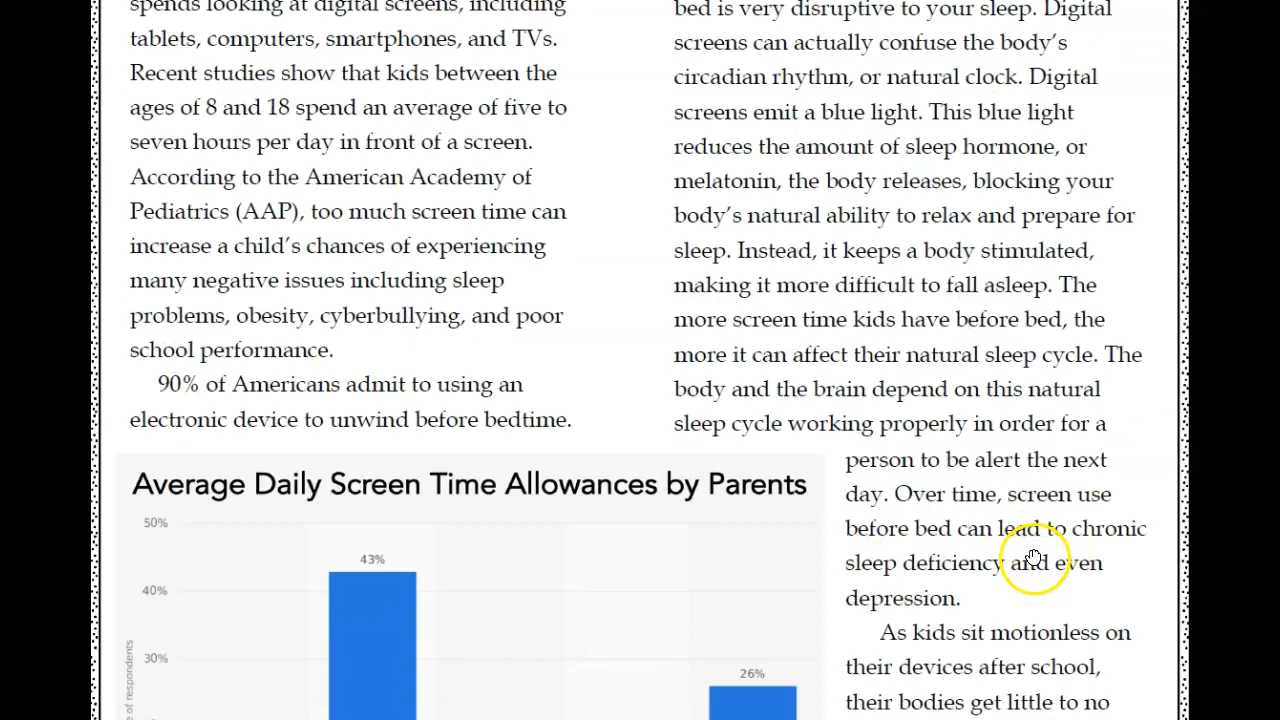 spends looking at digital screens, including
tablets, computers, smartphones, and TVs.
Recent studies show that kids between the
ages of 8 and 18 spend an average of five to
seven hours per day in front of a screen.
According to the American Academy of
Pediatrics (AAP), too much screen time can
increase a child's chances of experiencing
many negative issues including sleep
problems, obesity, cyberbullying, and poor
school performance.
90% of Americans admit to using an
electronic device to unwind before bedtime.
bed is very disruptive to your sleep. Digital
screens can actually confuse the body's
circadian rhythm, or natural clock. Digital
screens emit a blue light. This blue light
reduces the amount of sleep hormone, or
melatonin, the body releases, blocking your
body's natural ability to relax and prepare for
sleep. Instead, it keeps a body stimulated,
making it more difficult to fall asleep. The
more screen time kids have before bed, the
more it can affect their natural sleep cycle. The
body and the brain depend on this natural
sleep cycle working properly in order for a
person to be alert the next
day. Over time, screen use
before bed can lead to chronic
sleep deficiency and even
depression.
As kids sit motionless on
their devices after school,
their bodies get little to no
Average Daily Screen Time Allowances by Parents
50%
43%
40%
30%
26%
of respondents